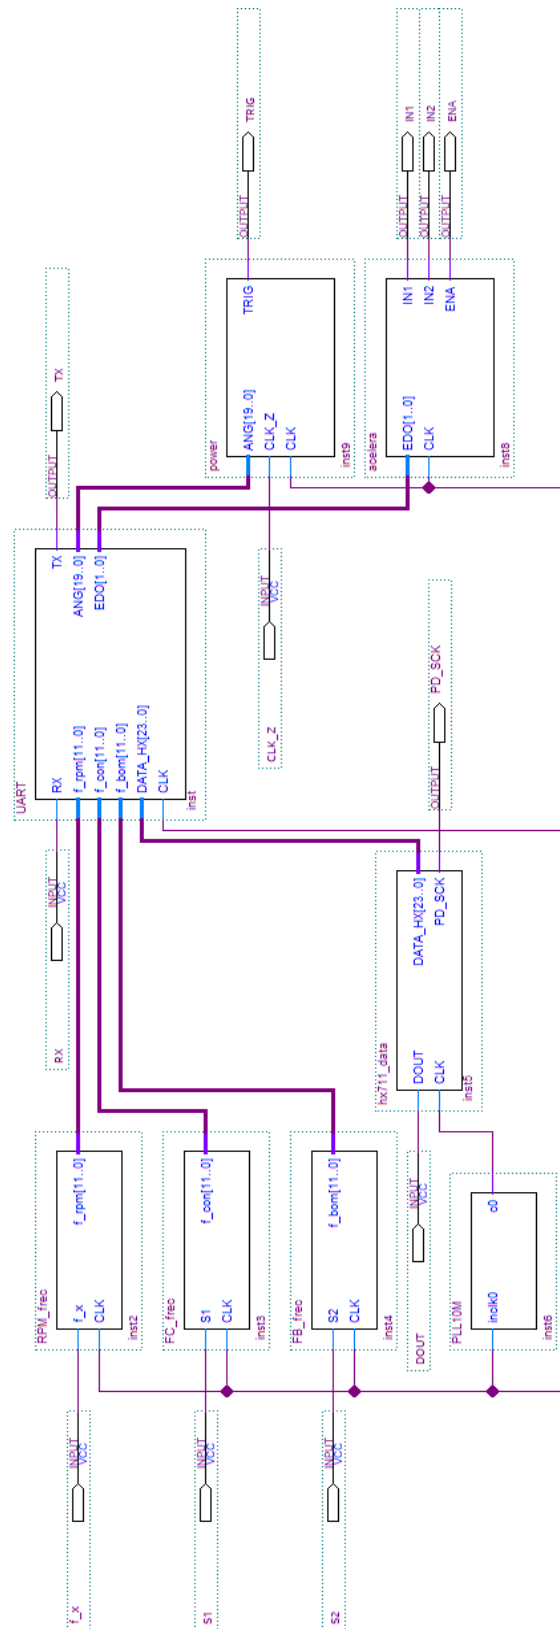 f_x
INPUT
VCC
RPM_frec
f_x
CLK
f_rpm[11..0]
inst2
S1
INPUT
VCC
FC_frec
S1
CLK
f_con[11..0]
inst3
S2
INPUT
VCC
FB_frec
S2
CLK
f_bom[11..0]
inst4
PLL10M
inclk0
c0
inst6
DOUT
INPUT
VCC
hx711_data
DOUT
CLK
DATA_HX[23..0]
PD_SCK
inst5
OUTPUT
PD_SCK
RX
INPUT
VCC
UART
RX
f_rpm[11..0]
f_con[11..0]
f_bom[11..0]
DATA_HX[23..0]
CLK
TX
ANG[19..0]
EDO[1..0]
inst
OUTPUT
TX
CLK_Z
INPUT
VCC
power
ANG[19..0]
CLK_Z
CLK
TRIG
inst9
OUTPUT
TRIG
acelera
EDO[1..0]
CLK
IN1
IN2
ENA
inst8
OUTPUT
IN1
OUTPUT
IN2
OUTPUT
ENA